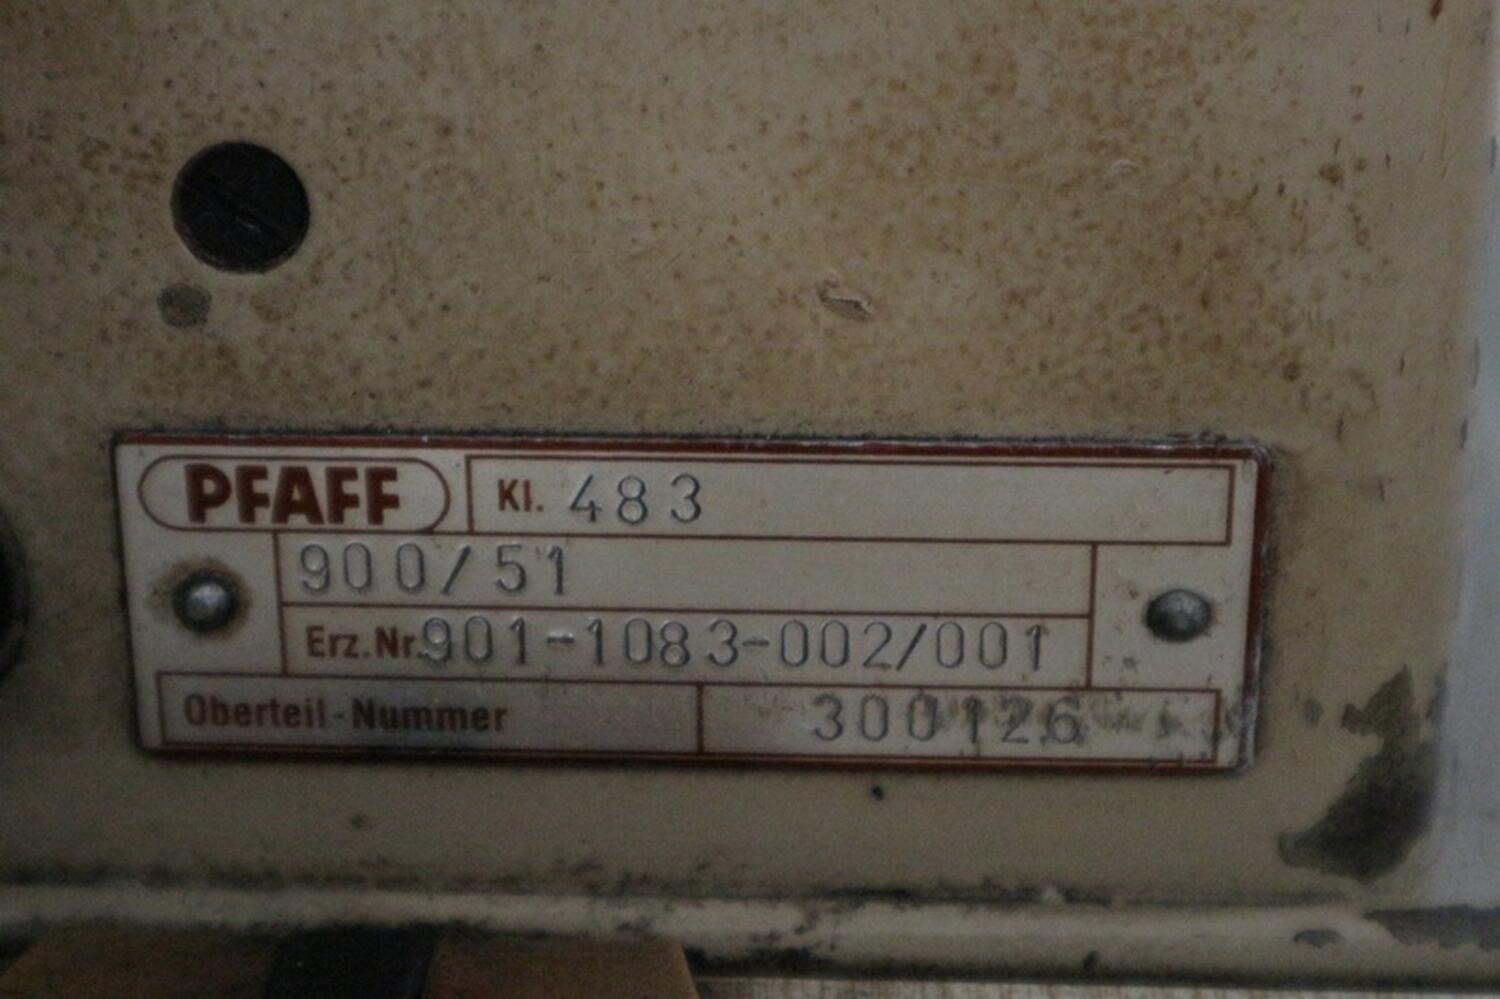 PFAFF Kl. 483
900/51
Erz.Nr. 901-1083-002/001
Oberteil-Nummer 300126